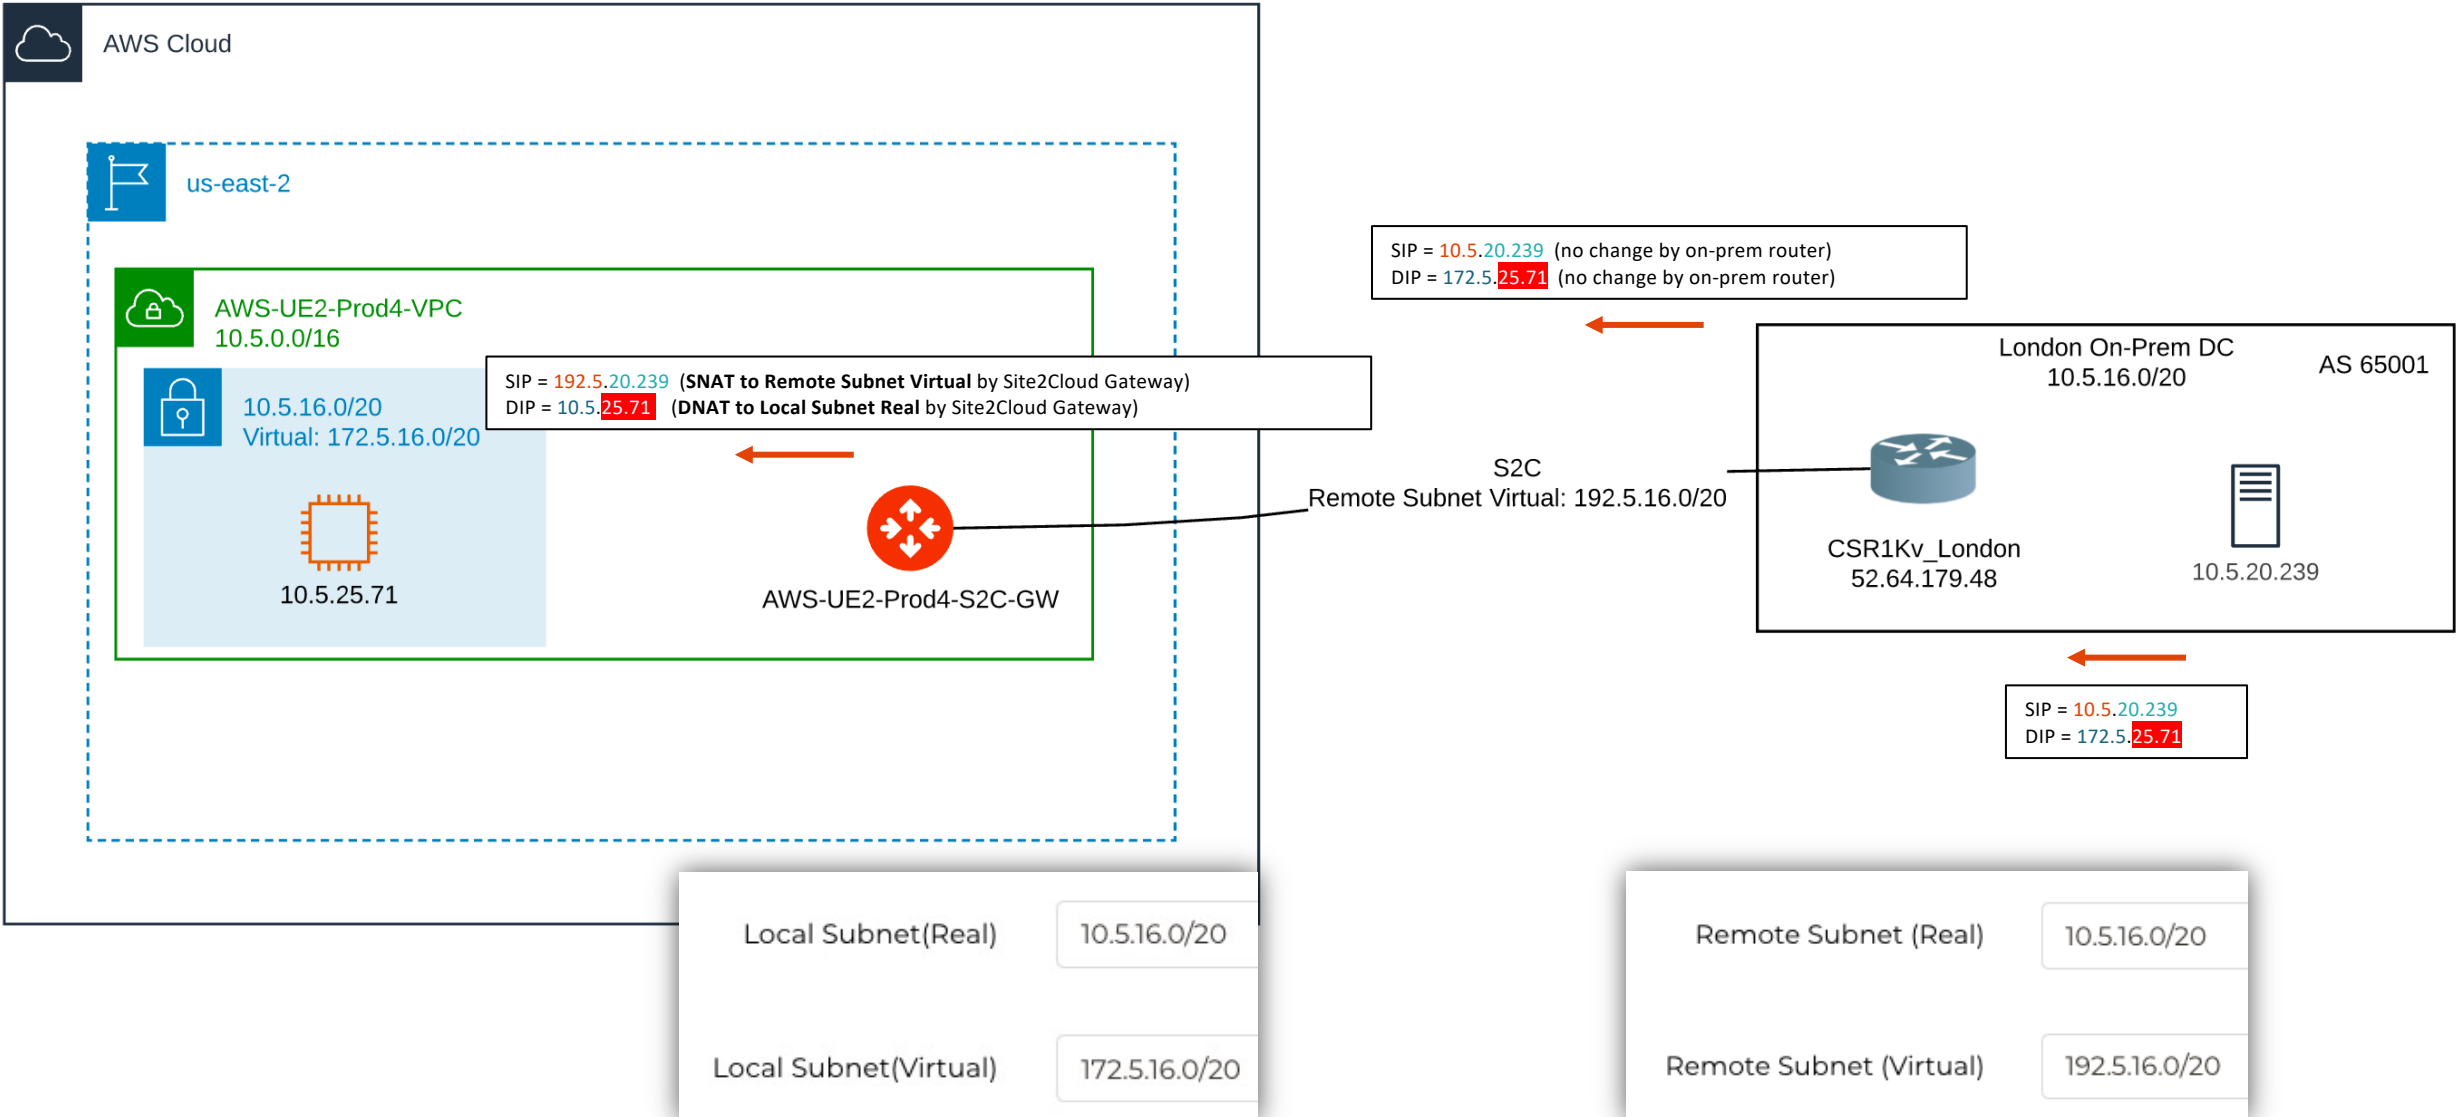 AWS Cloud
us-east-2
AWS-UE2-Prod4-VPC
10.5.0.0/16
10.5.16.0/20
Virtual: 172.5.16.0/20
10.5.25.71
SIP = 192.5.20.239 (SNAT to Remote Subnet Virtual by Site2Cloud Gateway)
DIP = 10.5.25.71 (DNAT to Local Subnet Real by Site2Cloud Gateway)
AWS-UE2-Prod4-S2C-GW
SIP = 10.5.20.239 (no change by on-prem router)
DIP = 172.5.25.71 (no change by on-prem router)
S2C
Remote Subnet Virtual: 192.5.16.0/20
London On-Prem DC
10.5.16.0/20
AS 65001
CSR1Kv_London
52.64.179.48
10.5.20.239
SIP = 10.5.20.239
DIP = 172.5.25.71
Local Subnet(Real) 10.5.16.0/20
Local Subnet(Virtual) 172.5.16.0/20
Remote Subnet (Real) 10.5.16.0/20
Remote Subnet (Virtual) 192.5.16.0/20